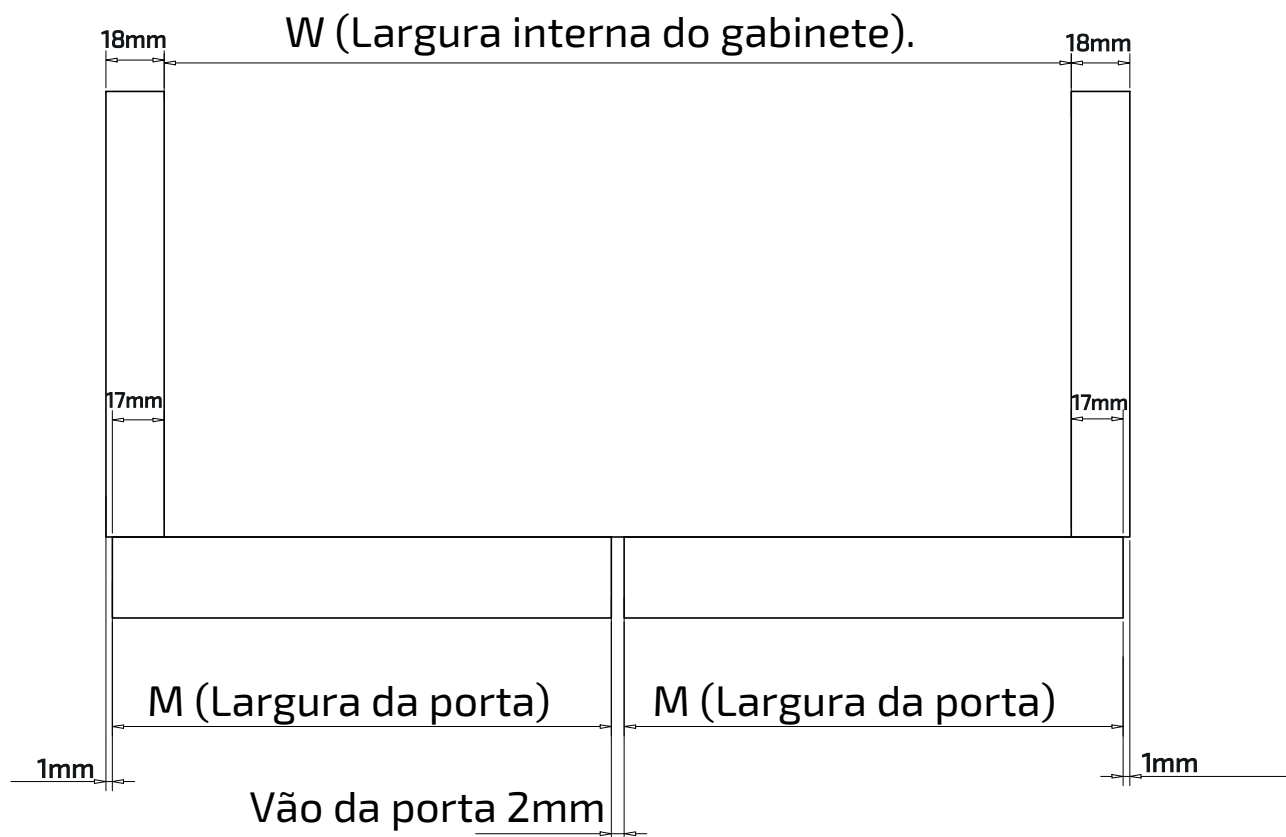 W (Largura interna do gabinete).
18mm
18mm
17mm
17mm
M (Largura da porta)
M (Largura da porta)
1mm
1mm
Vão da porta 2mm